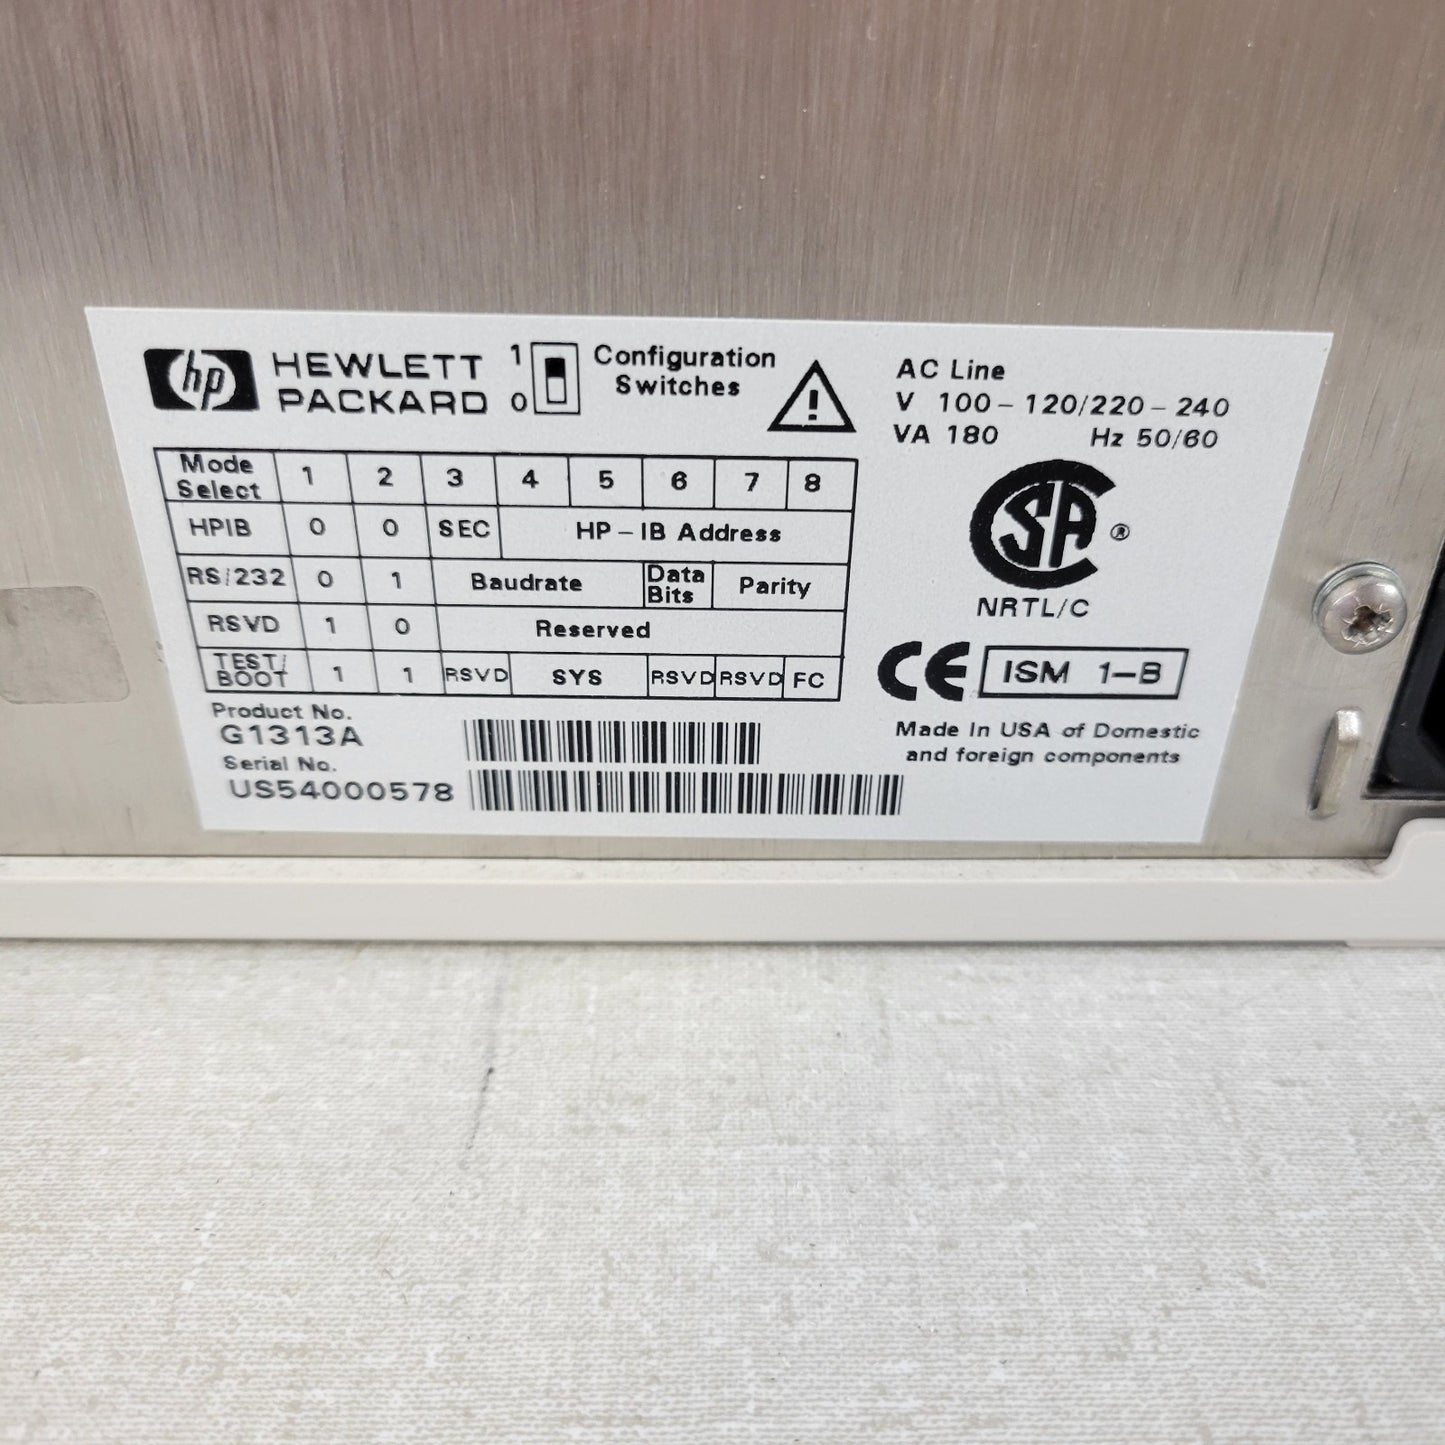 hp HEWLETT PACKARD 1 0 Configuration Switches
AC Line
V 100-120/220-240
VA 180 Hz 50/60
Mode Select 1 2 3 4 5 6 7 8
HPIB 0 0 SEC HP-IB Address
RS/232 0 1 Baudrate Data Bits Parity
RSVD 1 0 Reserved
TEST/BOOT 1 1 RSVD SYS RSVD RSVD FC
Product No.
G1313A
Serial No.
US54000578
!
CSA ®
NRTL/C
CE ISM 1-B
Made In USA of Domestic
and foreign components